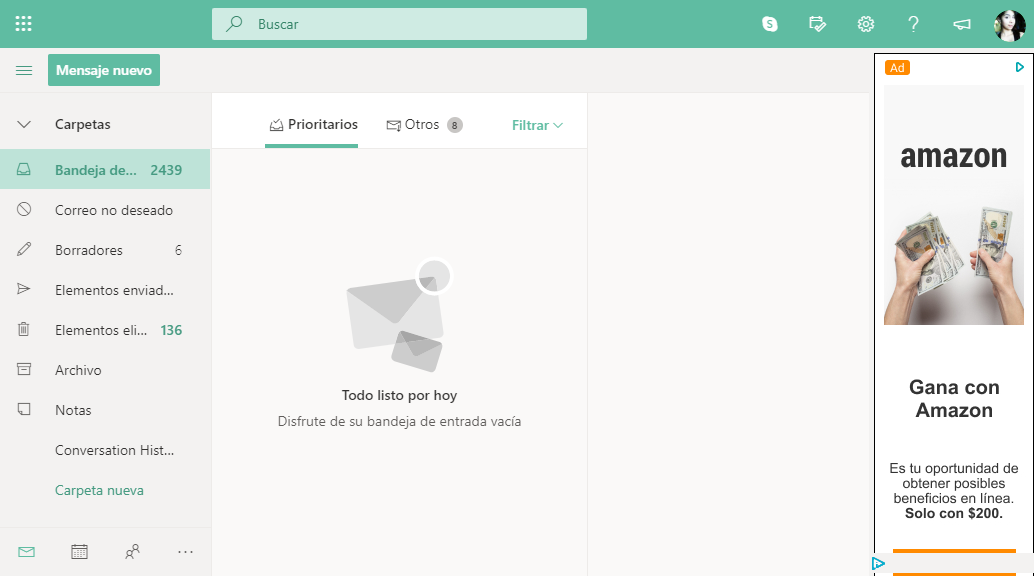 Buscar
Mensaje nuevo
Carpetas
Prioritarios
Otros 8
Filtrar
Bandeja de... 2439
Correo no deseado
Borradores 6
Elementos enviad...
Elementos eli... 136
Archivo
Notas
Conversation Hist...
Carpeta nueva
Todo listo por hoy
Disfrute de su bandeja de entrada vacía
Ad
amazon
Gana con
Amazon
Es tu oportunidad de
obtener posibles
beneficios en línea.
Solo con $200.